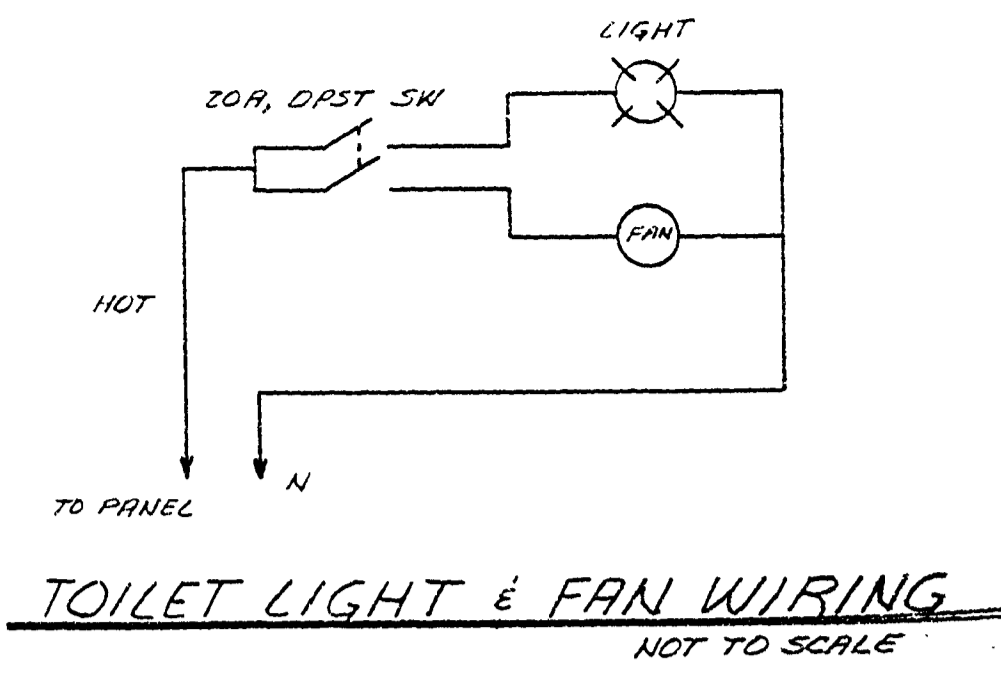 LIGHT
20A, DPST SW
FAN
HOT
N
TO PANEL
TOILET LIGHT & FAN WIRING
NOT TO SCALE